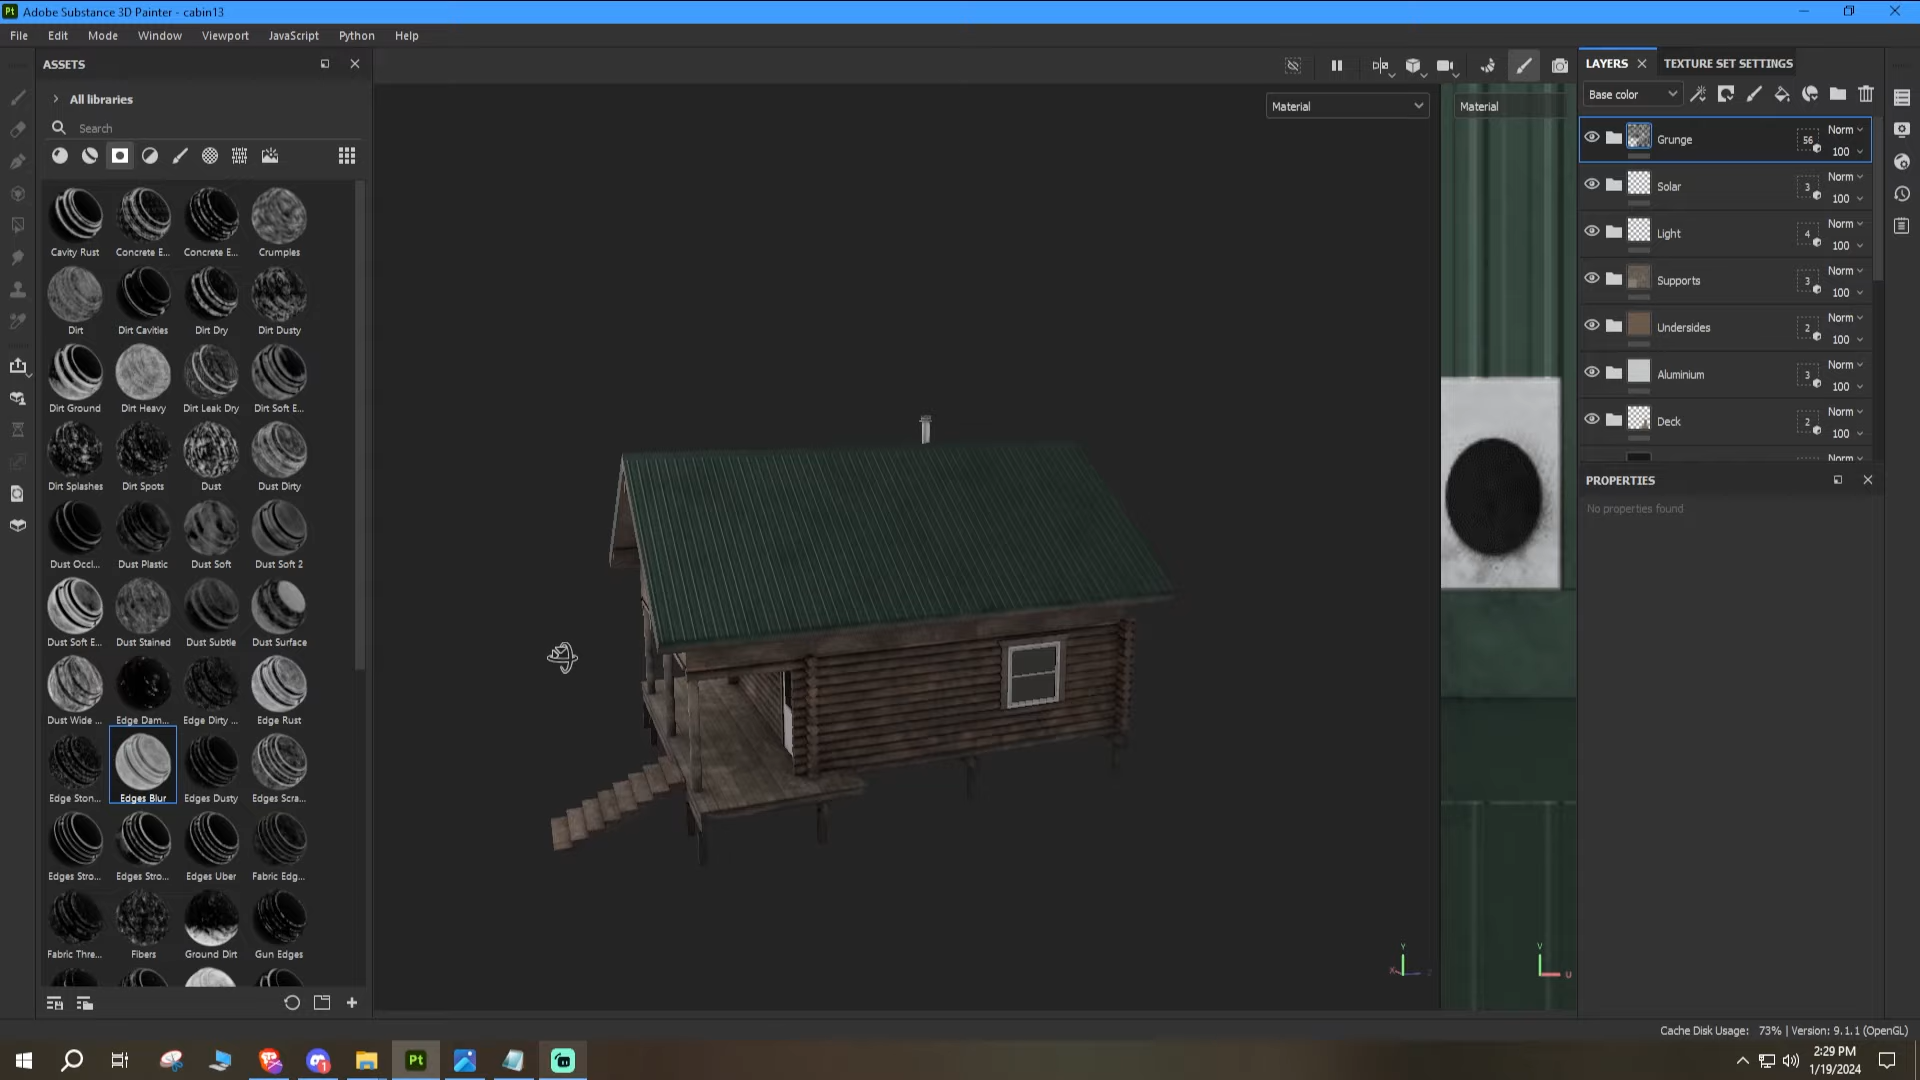 Pt Adobe Substance 3D Painter - cabin13
File Edit Mode Window Viewport JavaScript Python Help
ASSETS
All libraries
Search
Cavity Rust Concrete E... Concrete E... Crumples
Dirt Dirt Cavities Dirt Dry Dirt Dusty
Dirt Ground Dirt Heavy Dirt Leak Dry Dirt Soft E...
Dirt Splashes Dirt Spots Dust Dust Dirty
Dust Occl... Dust Plastic Dust Soft Dust Soft 2
Dust Soft E... Dust Stained Dust Subtle Dust Surface
Dust Wide ... Edge Dam... Edge Dirty ... Edge Rust
Edge Ston... Edges Blur Edges Dusty Edges Scra...
Edges Stro... Edges Stro... Edges Uber Fabric Edg...
Fabric Thre... Fibers Ground Dirt Gun Edges
Material
Material
Y
X Z
V
U
LAYERS TEXTURE SET SETTINGS
Base color
Grunge 56 Norm 100
Solar 3 Norm 100
Light 4 Norm 100
Supports 3 Norm 100
Undersides 2 Norm 100
Aluminium 3 Norm 100
Deck 2 Norm 100
Norm
PROPERTIES
No properties found
Cache Disk Usage: 73% | Version: 9.1.1 (OpenGL)
Pt
1
2:29 PM
1/19/2024